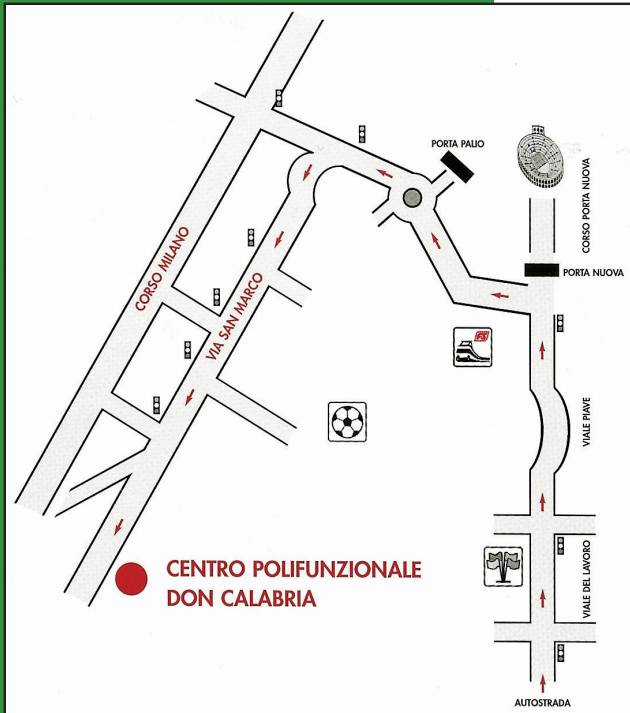 PORTA PALIO
CORSO PORTA NUOVA
PORTA NUOVA
CORSO MILANO
VIA SAN MARCO
FS
VIALE PIAVE
CENTRO POLIFUNZIONALE
DON CALABRIA
VIALE DEL LAVORO
AUTOSTRADA